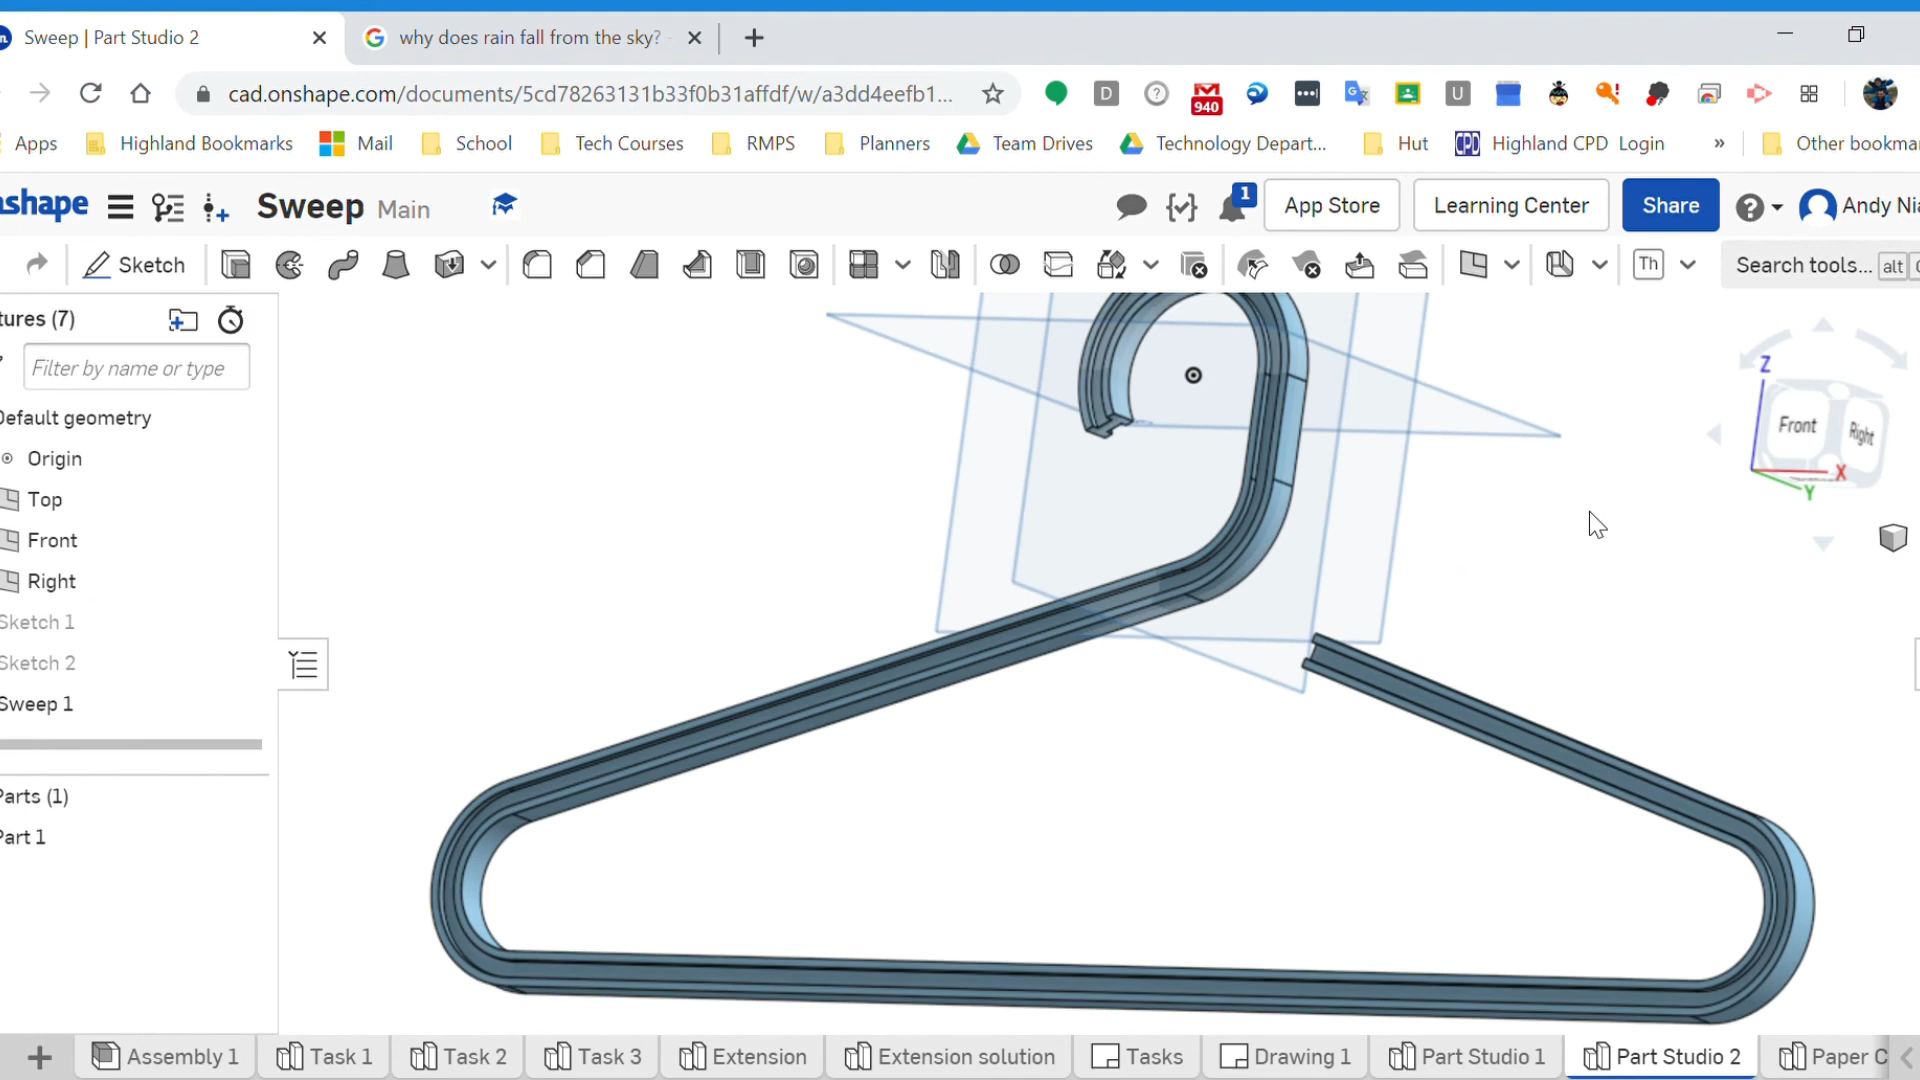 Sweep | Part Studio 2
why does rain fall from the sky? -
cad.onshape.com/documents/5cd78263131b33f0b31affdf/w/a3dd4eefb1...
D
940
U
Apps Highland Bookmarks Mail School Tech Courses RMPS Planners Team Drives Technology Depart... Hut CPD Highland CPD Login » Other bookmar
nshape Sweep Main 1 App Store Learning Center Share Andy Nia
Sketch Th Search tools... alt
tures (7)
Filter by name or type
Default geometry
Origin
Top
Front
Right
Sketch 1
Sketch 2
Sweep 1
Parts (1)
Part 1
Z
Front Right
X
Y
Assembly 1 Task 1 Task 2 Task 3 Extension Extension solution Tasks Drawing 1 Part Studio 1 Part Studio 2 Paper C